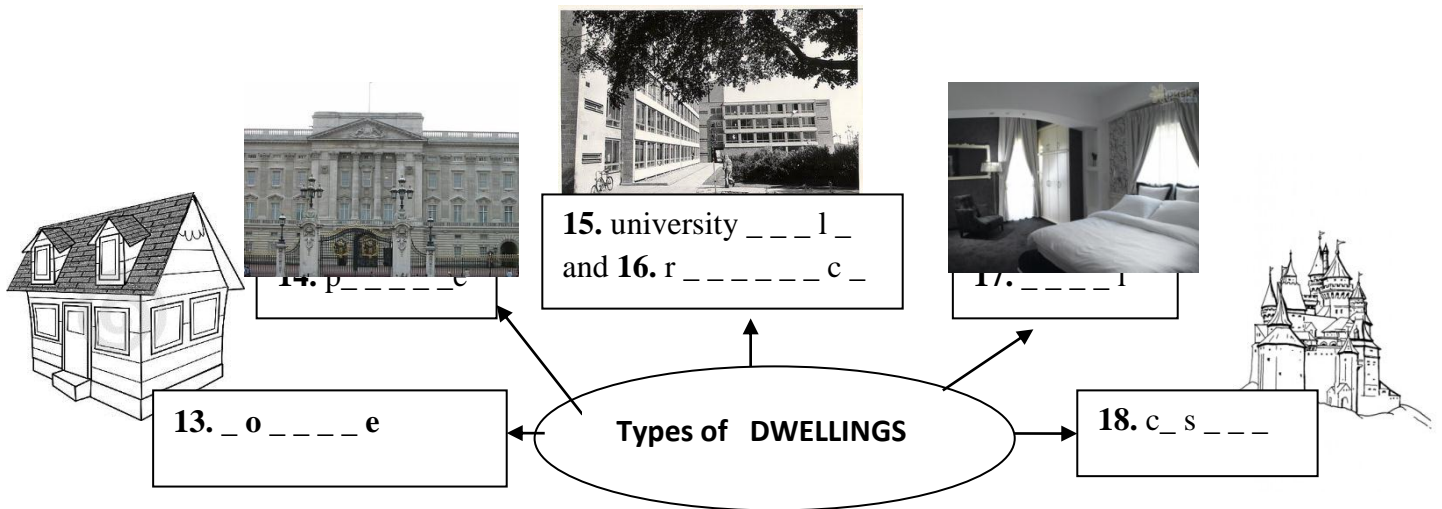 15. university _ _ _ l _
and 16. r _ _ _ _ _ _ c _
14. p_ _ _ _ _e
17. _ _ _ _ l
13. _ o _ _ _ _ e
Types of DWELLINGS
18. c_ s _ _ _